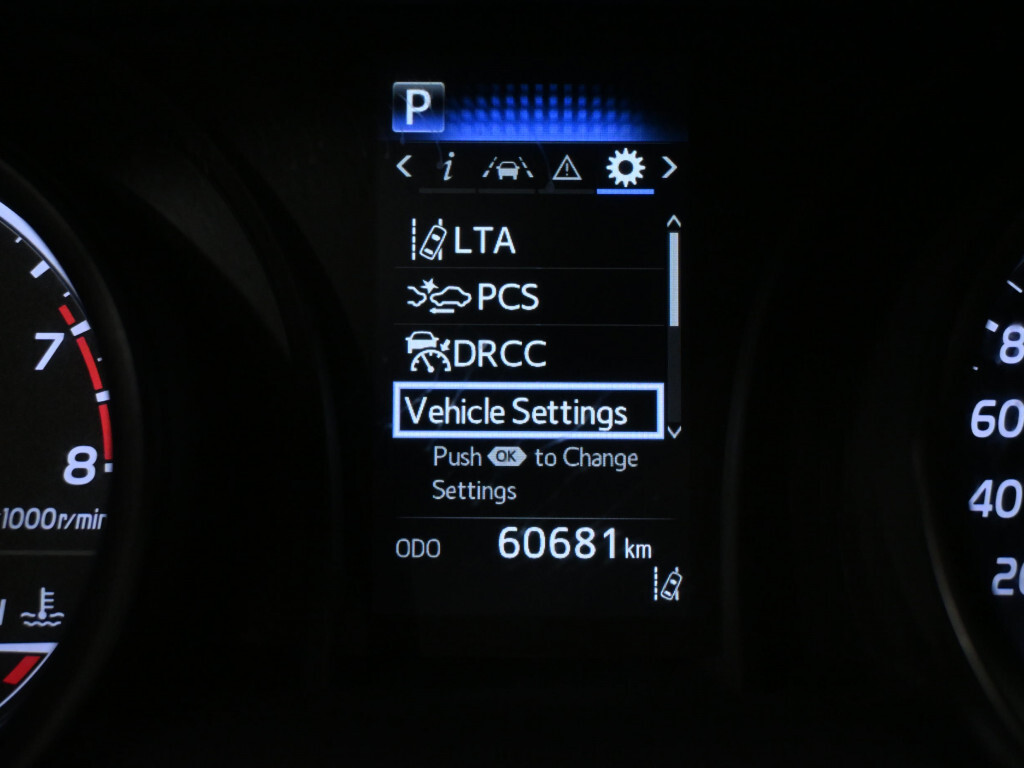 P
i
LTA
PCS
DRCC
Vehicle Settings
Push OK to Change
Settings
ODO 60681 km
7
8
1000r/min
8
60
40